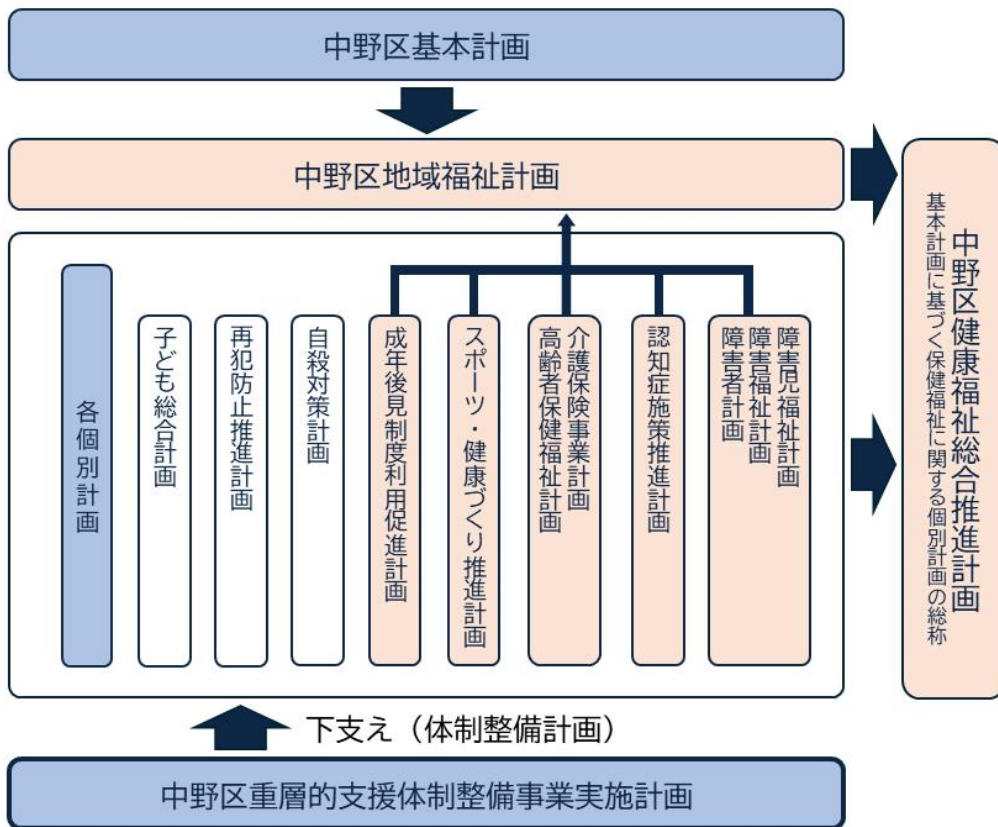 中野区基本計画
中野区地域福祉計画
各個別計画
子ども総合計画
再犯防止推進計画
自殺対策計画
成年後見制度利用促進計画
スポーツ・健康づくり推進計画
介護保険事業計画
高齢者保健福祉計画
認知症施策推進計画
障害児福祉計画
障害福祉計画
障害者計画
中野区健康福祉総合推進計画
基本計画に基づく保健福祉に関する個別計画の総称
下支え（体制整備計画）
中野区重層的支援体制整備事業実施計画